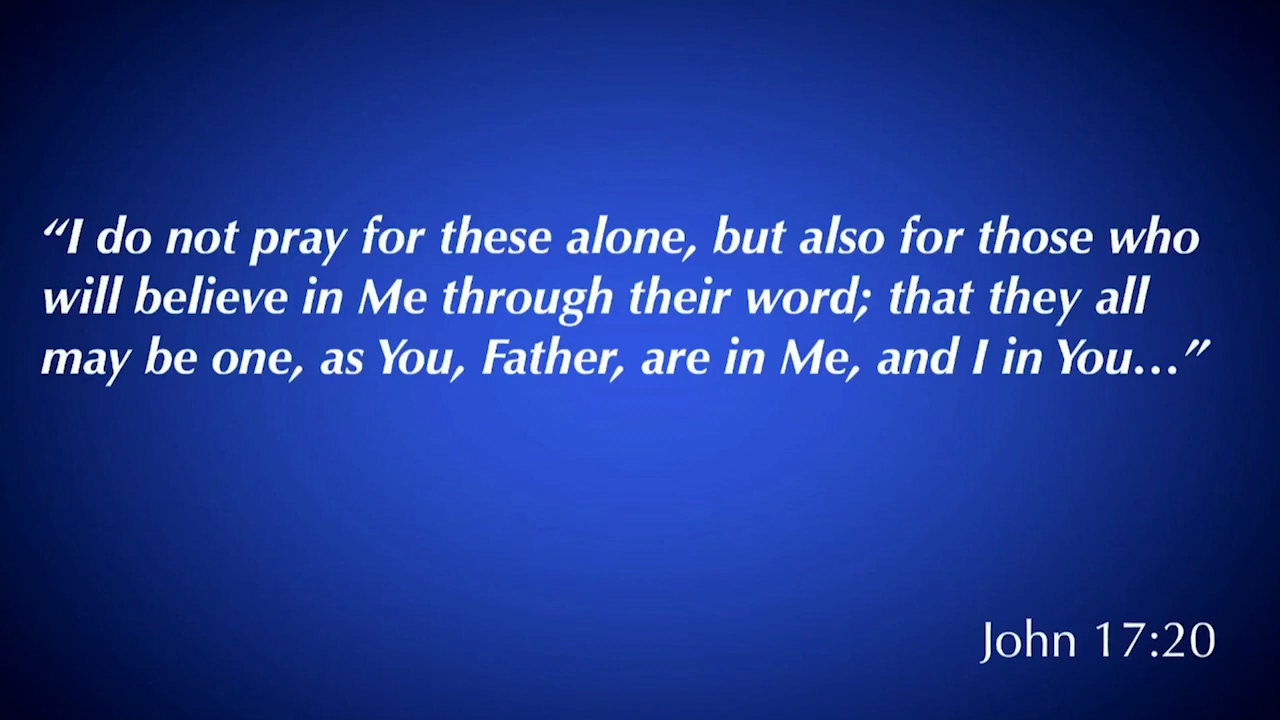 “I do not pray for these alone, but also for those who
will believe in Me through their word; that they all
may be one, as You, Father, are in Me, and I in You…”
John 17:20